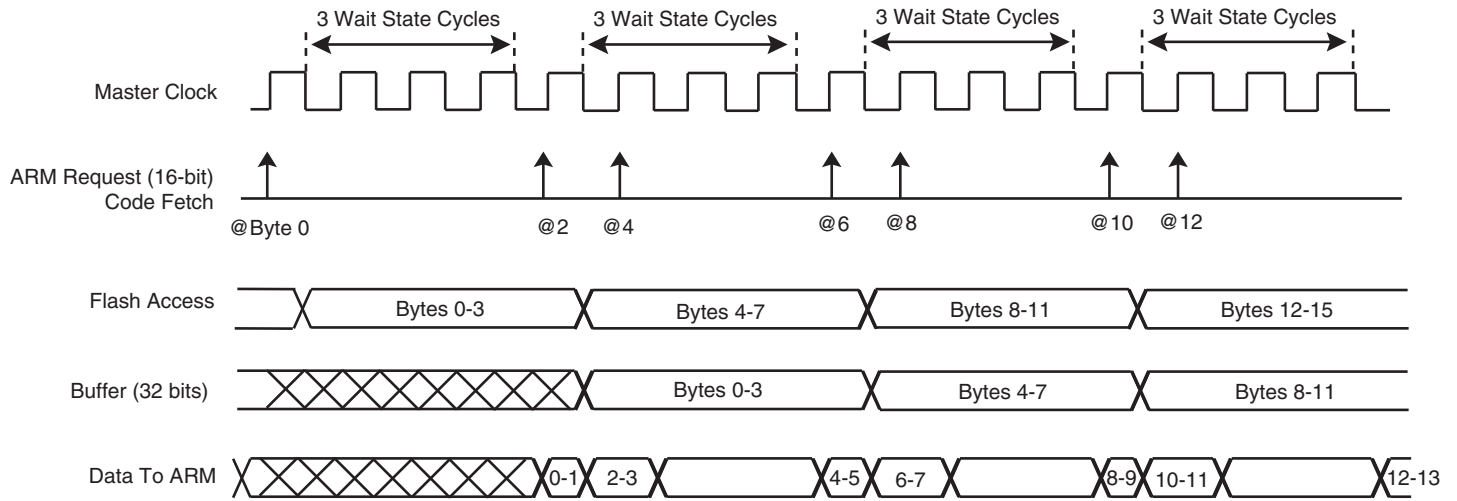 3 Wait State Cycles
3 Wait State Cycles
3 Wait State Cycles
3 Wait State Cycles
Master Clock
ARM Request (16-bit)
Code Fetch
@Byte 0
@2
@4
@6
@8
@10
@12
Flash Access
Bytes 0-3
Bytes 4-7
Bytes 8-11
Bytes 12-15
Buffer (32 bits)
Bytes 0-3
Bytes 4-7
Bytes 8-11
Data To ARM
0-1
2-3
4-5
6-7
8-9
10-11
12-13